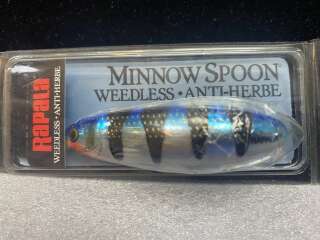 Rapala
WEEDLESS • ANTI-HERBE
MINNOW SPOON
WEEDLESS • ANTI-HERBE